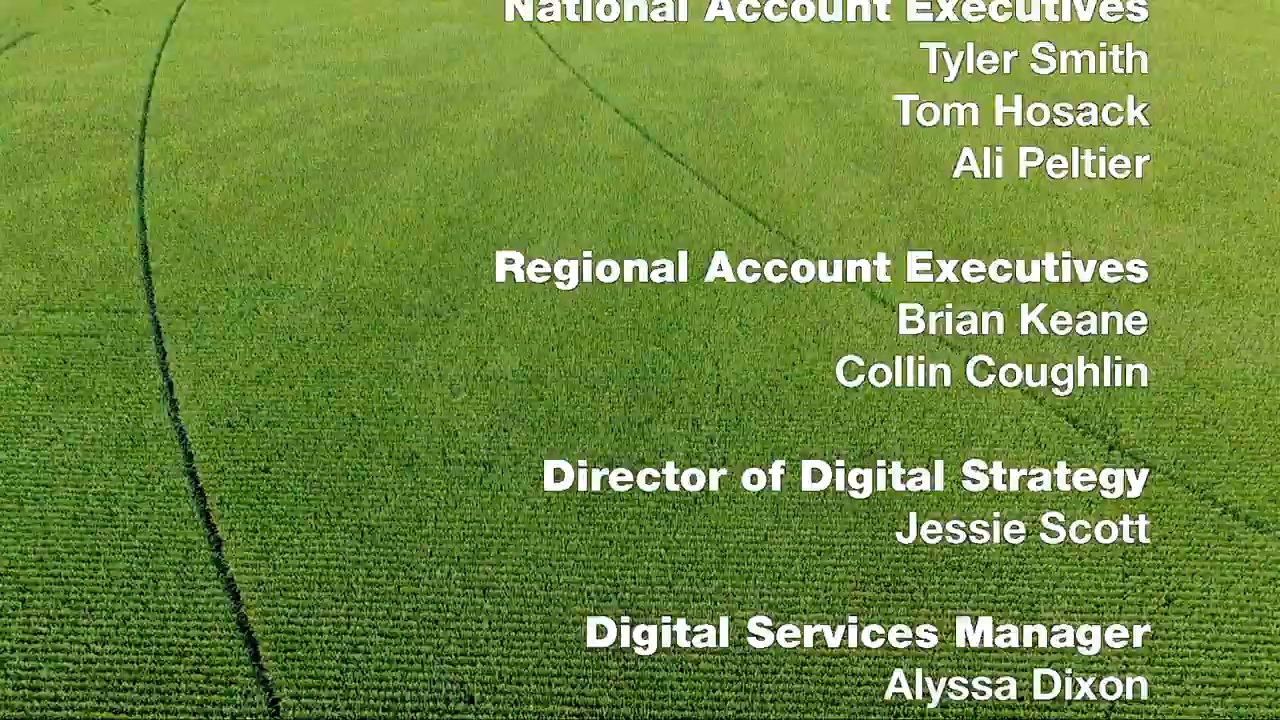 National Account Executives
Tyler Smith
Tom Hosack
Ali Peltier
Regional Account Executives
Brian Keane
Collin Coughlin
Director of Digital Strategy
Jessie Scott
Digital Services Manager
Alyssa Dixon